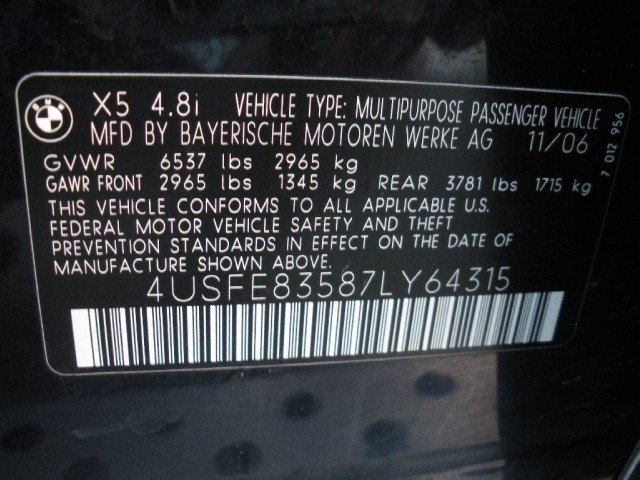 BMW
X5 4.8i VEHICLE TYPE: MULTIPURPOSE PASSENGER VEHICLE
MFD BY BAYERISCHE MOTOREN WERKE AG 11/06
GVWR 6537 lbs 2965 kg
GAWR FRONT 2965 lbs 1345 kg REAR 3781 lbs 1715 kg
THIS VEHICLE CONFORMS TO ALL APPLICABLE U.S.
FEDERAL MOTOR VEHICLE SAFETY AND THEFT
PREVENTION STANDARDS IN EFFECT ON THE DATE OF
MANUFACTURE SHOWN ABOVE.
4USFE83587LY64315
7 012 956